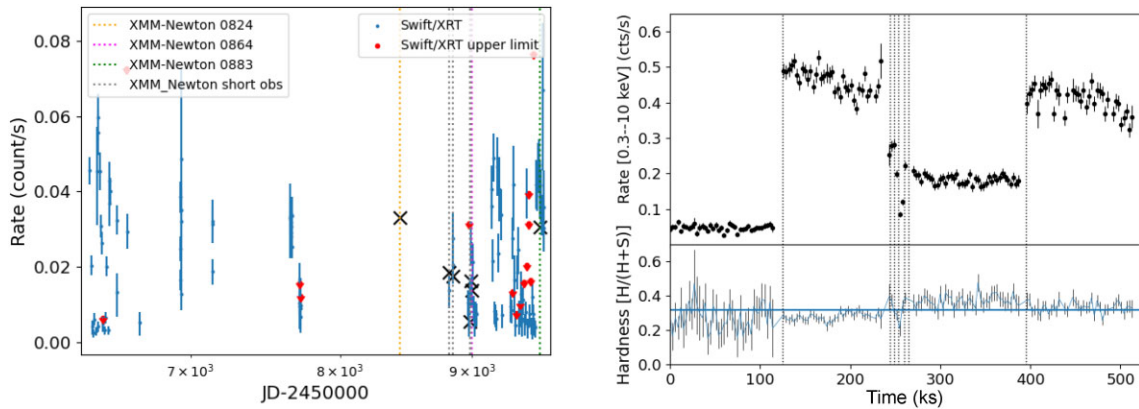 XMM-Newton 0824
XMM-Newton 0864
XMM-Newton 0883
XMM_Newton short obs
Swift/XRT
Swift/XRT upper limit
0.08
0.06
0.04
0.02
0.00
Rate (count/s)
7 × 10³
8 × 10³
9 × 10³
JD-2450000
0.6
0.5
0.4
0.3
0.2
0.1
Rate [0.3--10 keV] (cts/s)
0.6
0.4
0.2
0.0
Hardness [H/(H+S)]
0
100
200
300
400
500
Time (ks)